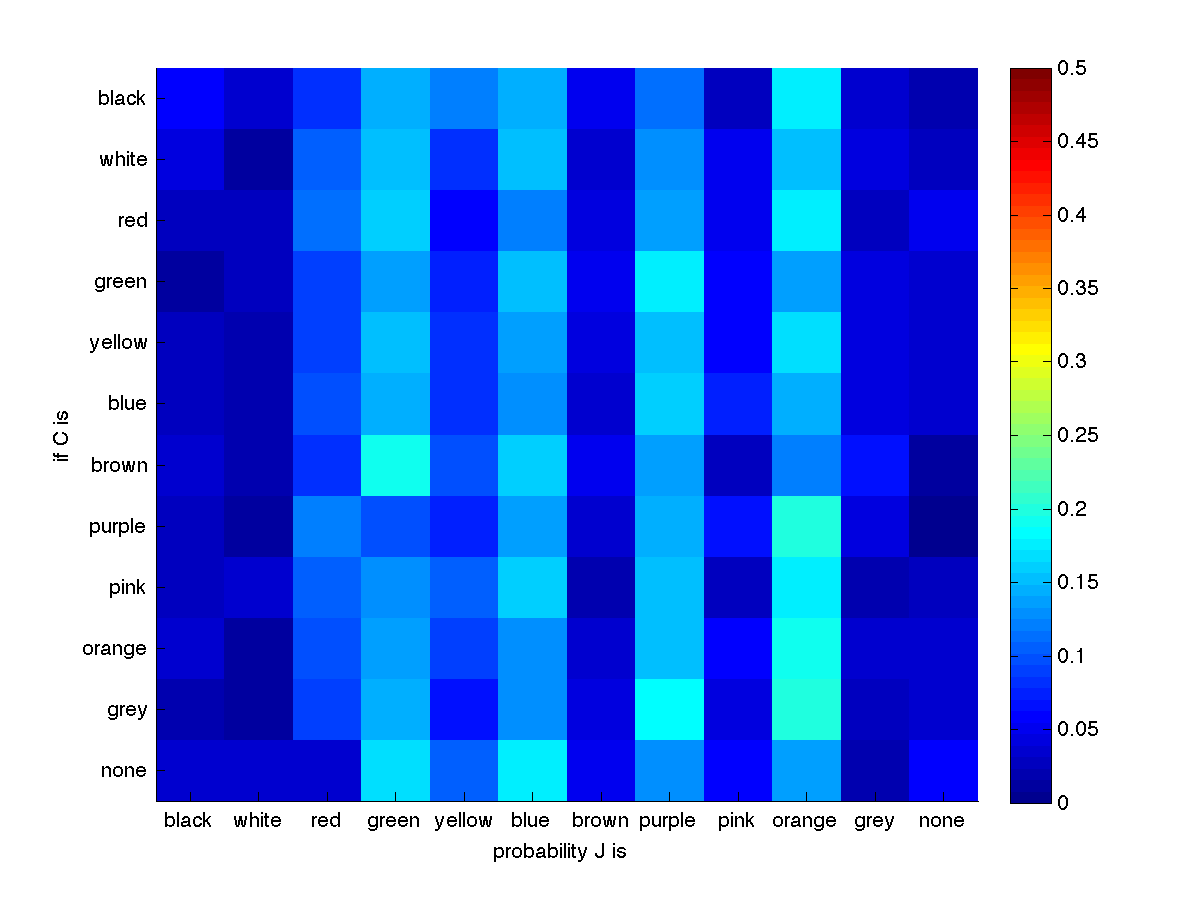 black
white
red
green
yellow
blue
brown
purple
pink
orange
grey
none
if C is
black white red green yellow blue brown purple pink orange grey none
probability J is
0.5
0.45
0.4
0.35
0.3
0.25
0.2
0.15
0.1
0.05
0